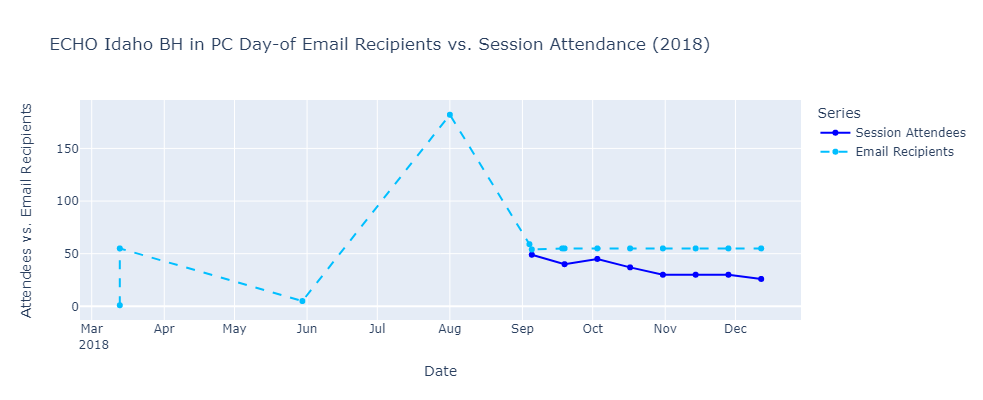 ECHO Idaho BH in PC Day-of Email Recipients vs. Session Attendance (2018)
Attendees vs. Email Recipients
150
100
50
0
Mar Apr May Jun Jul Aug Sep Oct Nov Dec
2018
Date
Series
Session Attendees
Email Recipients